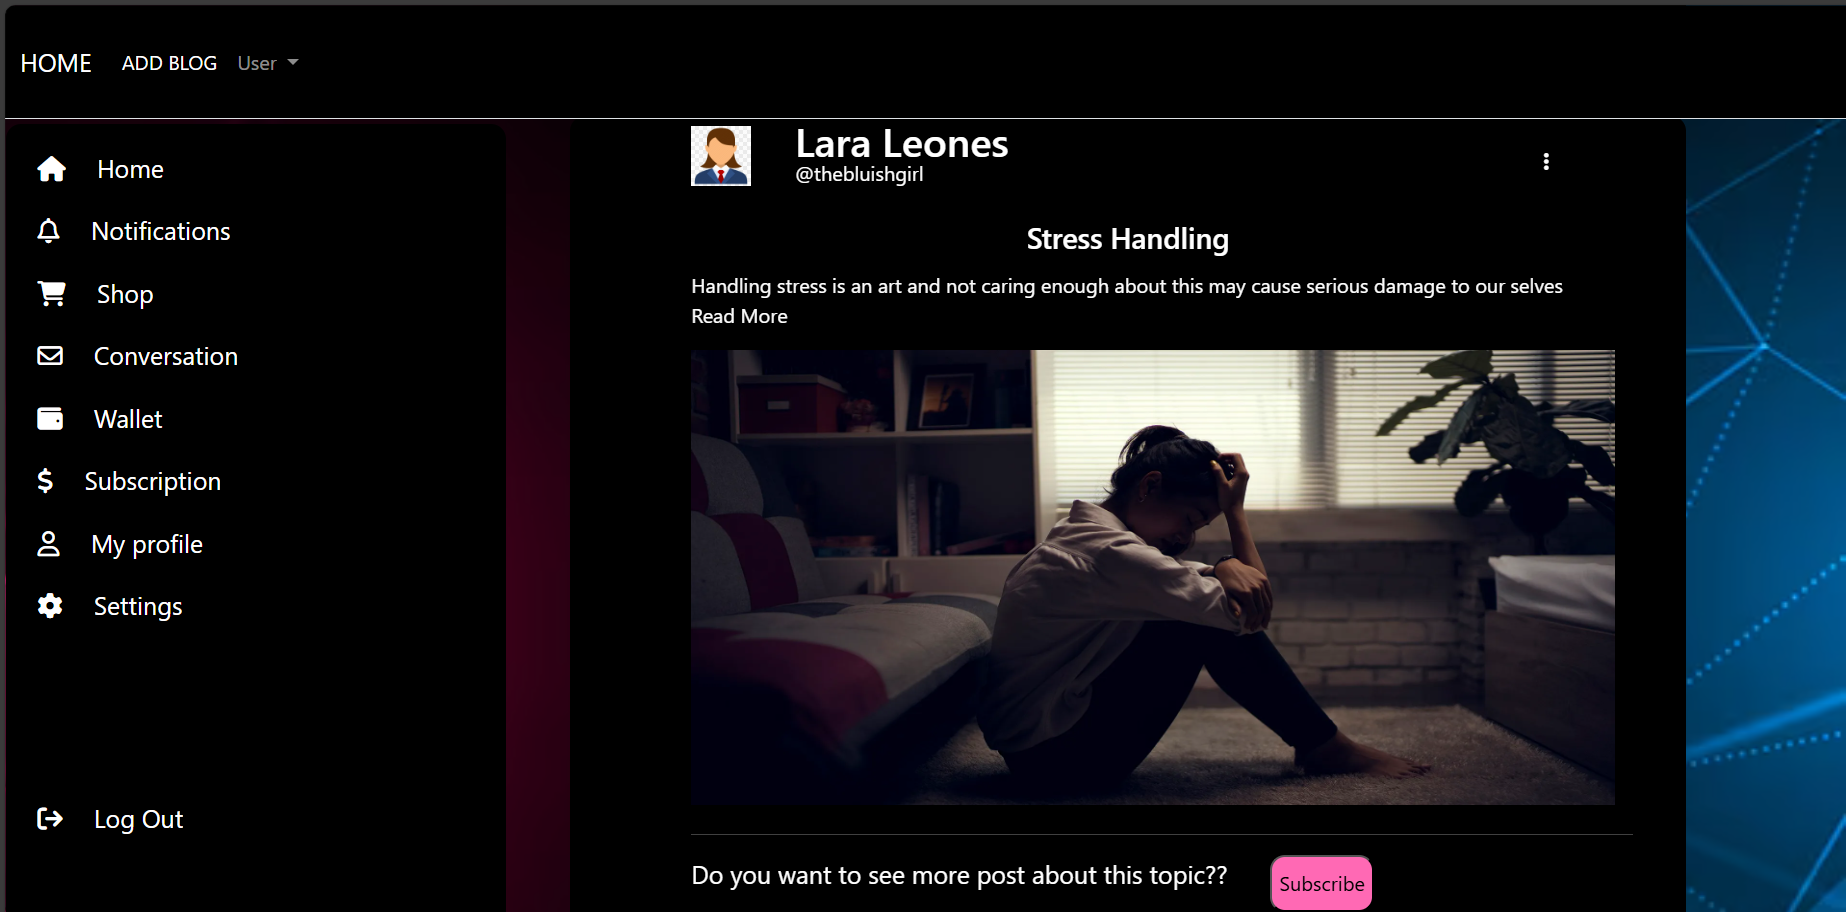 HOME ADD BLOG User
Home
Notifications
Shop
Conversation
Wallet
Subscription
My profile
Settings
Log Out
Lara Leones
@thebluishgirl
Stress Handling
Handling stress is an art and not caring enough about this may cause serious damage to our selves
Read More
Do you want to see more post about this topic??
Subscribe